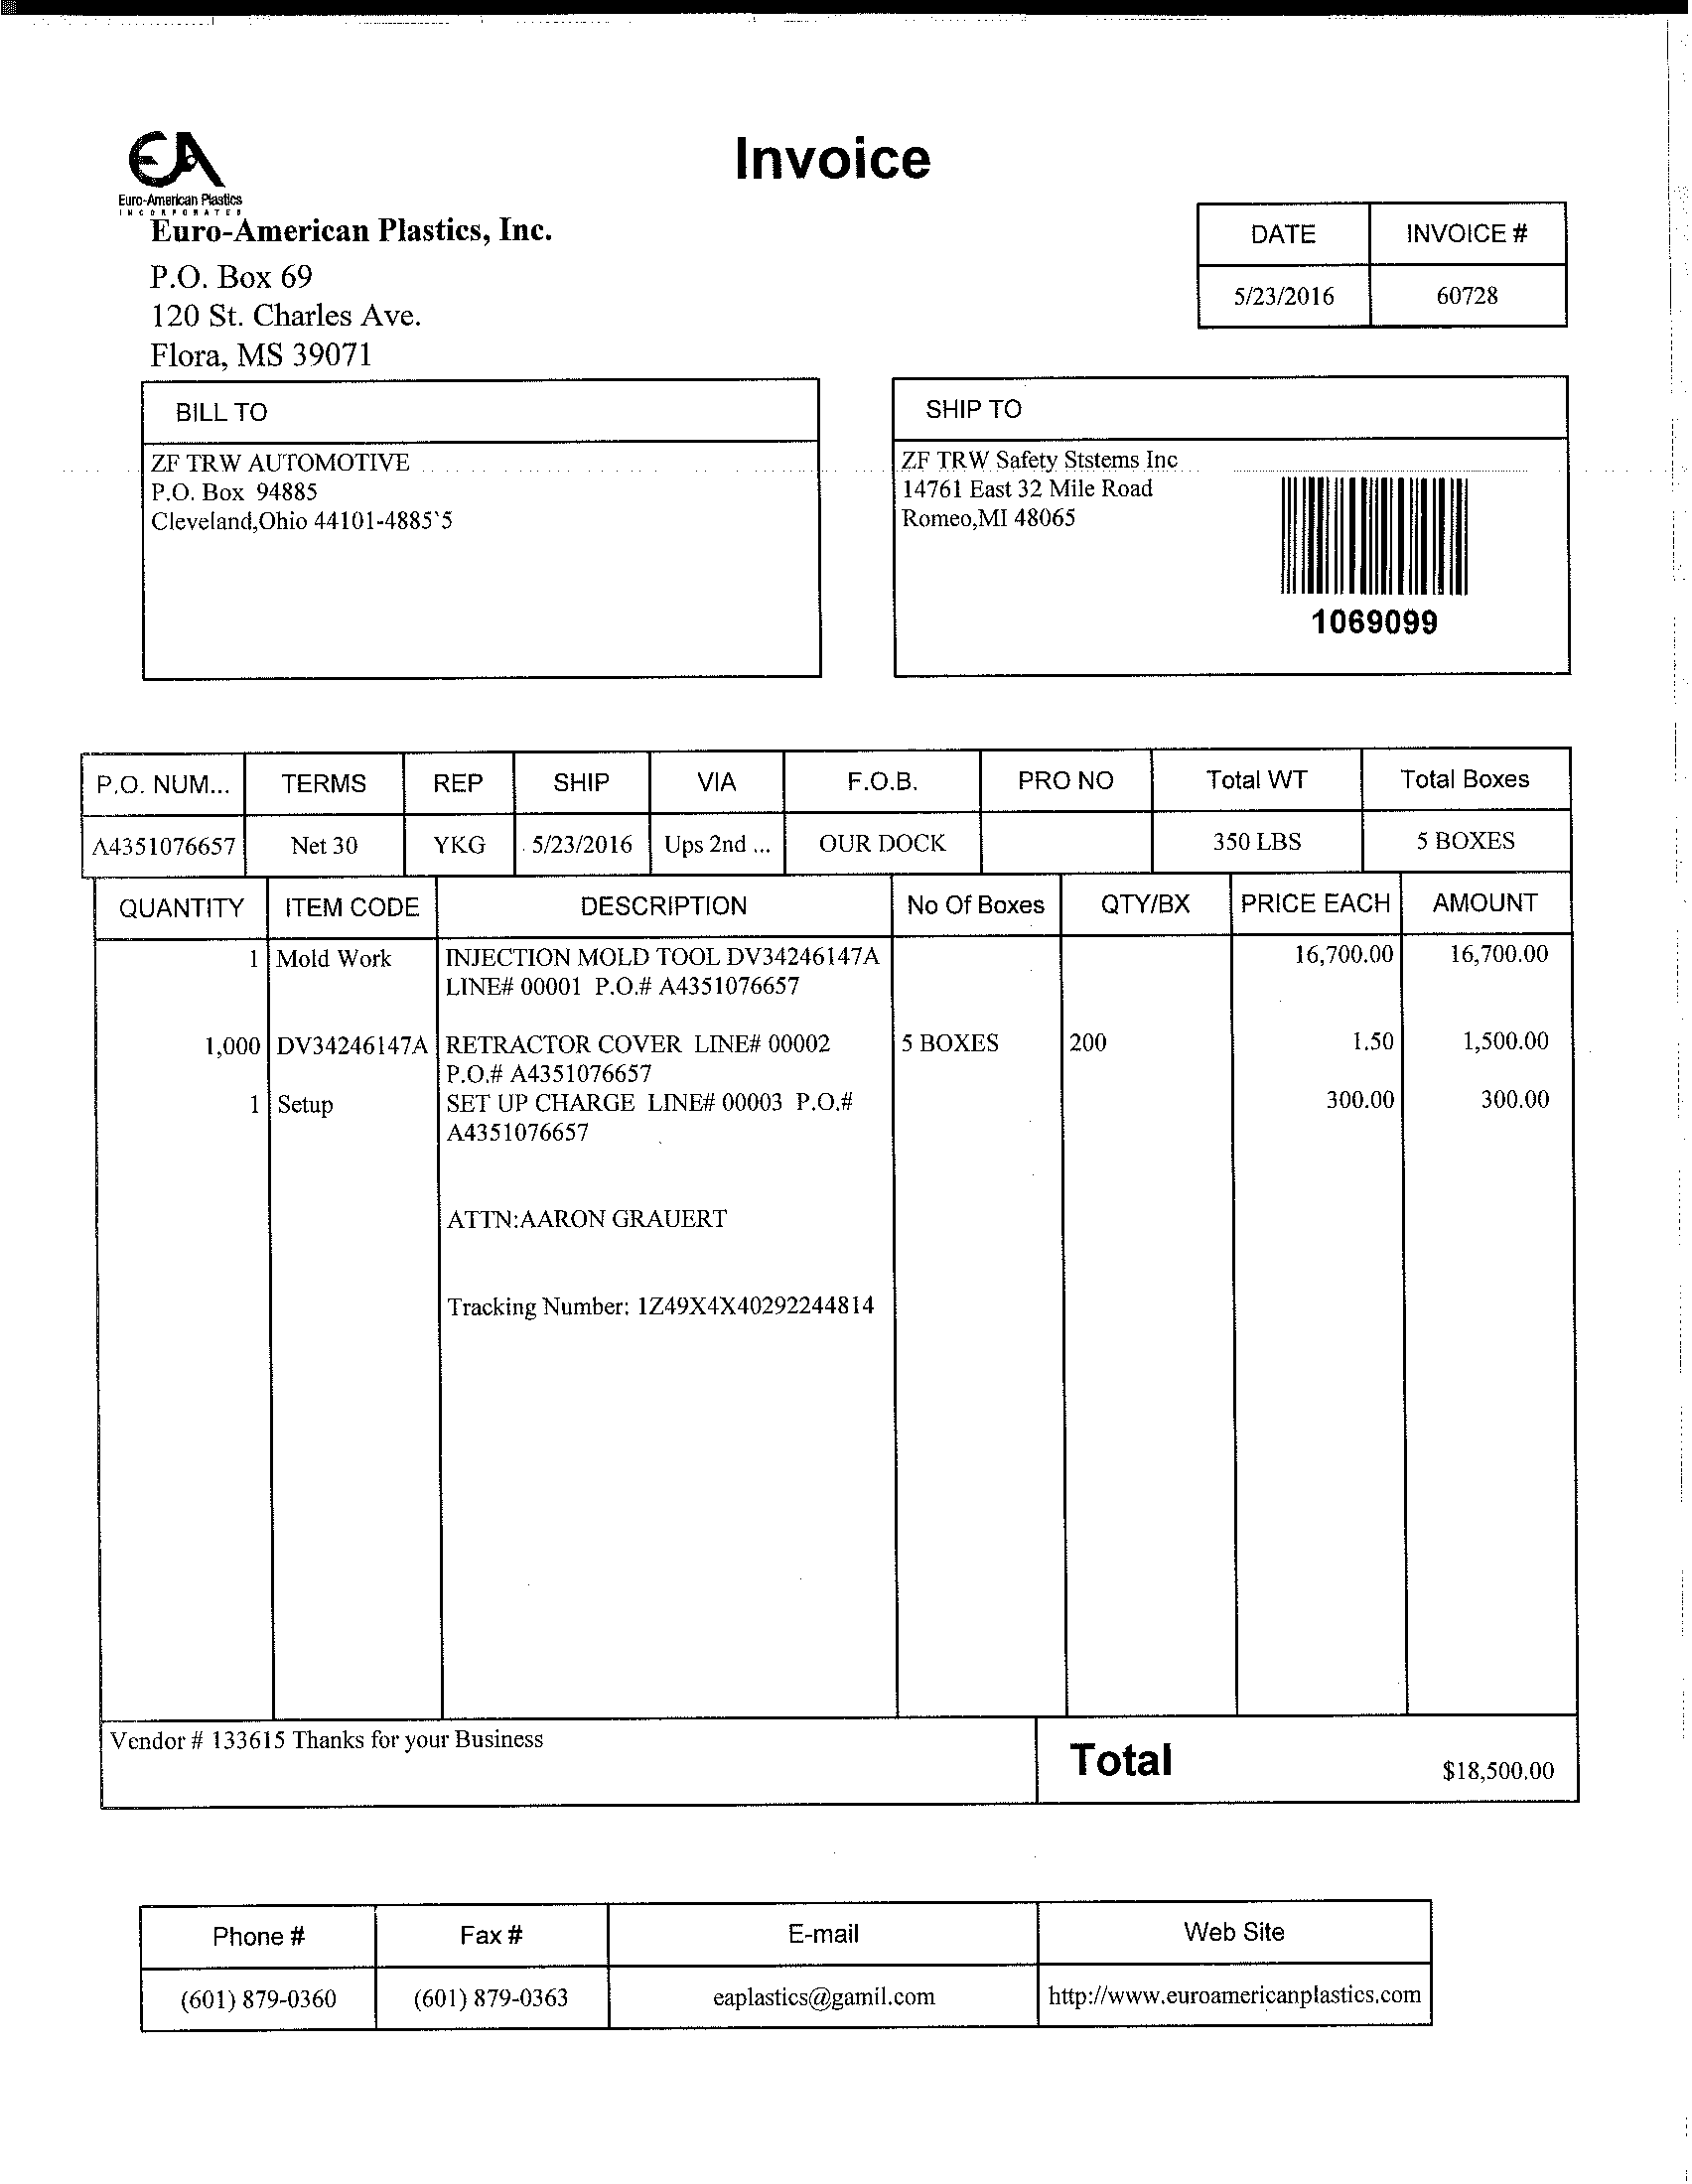 EA
Euro-American Plastics
INCORPORATED
Invoice
Euro-American Plastics, Inc.
P.O. Box 69
120 St. Charles Ave.
Flora, MS 39071
DATE INVOICE #
5/23/2016 60728
BILL TO
ZF TRW AUTOMOTIVE
P.O. Box 94885
Cleveland,Ohio 44101-4885`5
SHIP TO
ZF TRW Safety Ststems Inc
14761 East 32 Mile Road
Romeo,MI 48065
1069099
P.O. NUM... TERMS REP SHIP VIA F.O.B. PRO NO Total WT Total Boxes
A4351076657 Net 30 YKG 5/23/2016 Ups 2nd ... OUR DOCK 350 LBS 5 BOXES
QUANTITY ITEM CODE DESCRIPTION No Of Boxes QTY/BX PRICE EACH AMOUNT
1 Mold Work INJECTION MOLD TOOL DV34246147A 16,700.00 16,700.00
LINE# 00001 P.O.# A4351076657
1,000 DV34246147A RETRACTOR COVER LINE# 00002 5 BOXES 200 1.50 1,500.00
P.O.# A4351076657
1 Setup SET UP CHARGE LINE# 00003 P.O.# 300.00 300.00
A4351076657
ATTN:AARON GRAUERT
Tracking Number: 1Z49X4X40292244814
Vendor # 133615 Thanks for your Business
Total $18,500.00
Phone # Fax # E-mail Web Site
(601) 879-0360 (601) 879-0363 eaplastics@gamil.com http://www.euroamericanplastics.com